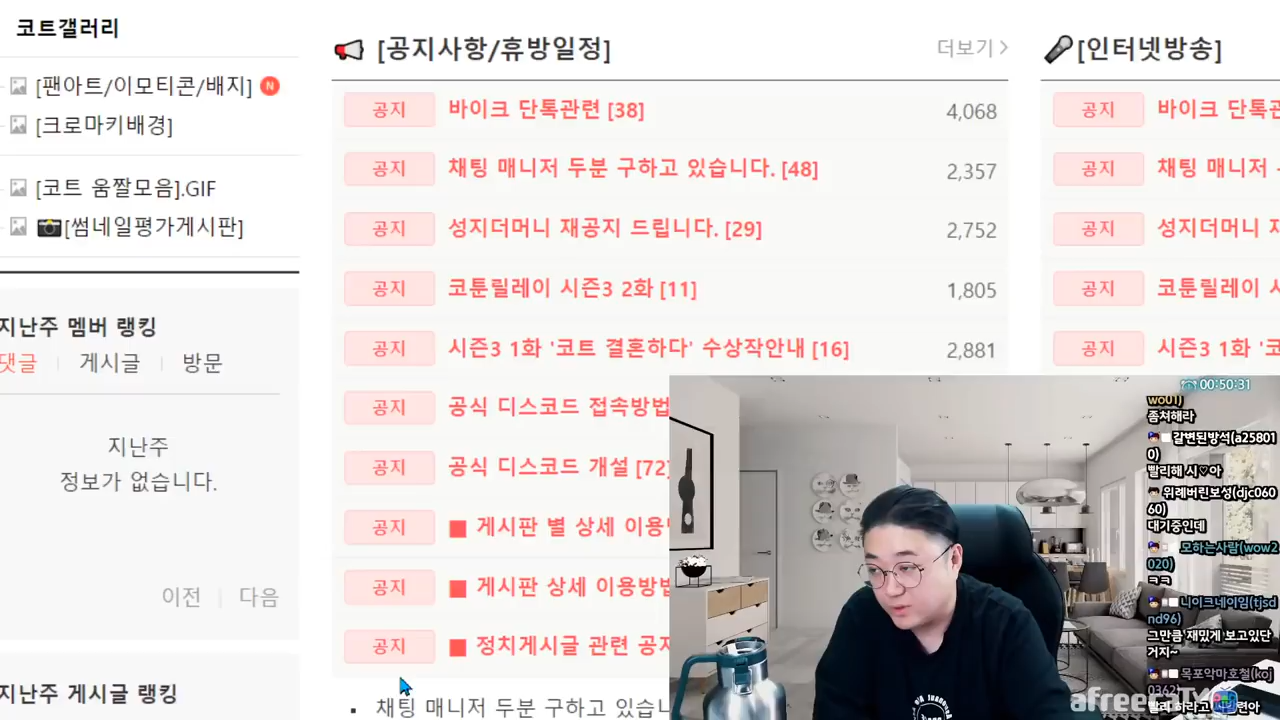 코트갤러리
[팬아트/이모티콘/배지] N
[크로마키배경]
[코트 움짤모음].GIF
[썸네일평가게시판]
지난주 멤버 랭킹
댓글 게시글 방문
지난주
정보가 없습니다.
이전 다음
지난주 게시글 랭킹
[공지사항/휴방일정] 더보기 >
공지 바이크 단톡관련 [38] 4,068
공지 채팅 매니저 두분 구하고 있습니다. [48] 2,357
공지 성지더머니 재공지 드립니다. [29] 2,752
공지 코툰릴레이 시즌3 2화 [11] 1,805
공지 시즌3 1화 '코트 결혼하다' 수상작안내 [16] 2,881
공지 공식 디스코드 접속방법
공지 공식 디스코드 개설 [72]
공지 ■ 게시판 별 상세 이용
공지 ■ 게시판 상세 이용방법
공지 ■ 정치게시글 관련 공지
채팅 매니저 두분 구하고 있습니
[인터넷방송]
공지 바이크 단톡관
공지 채팅 매니저
공지 성지더머니
공지 코툰릴레이
공지 시즌3 1화 '코
00:50:31
wo01)
좀쳐해라
갈변된방석(a25801
0)
빨리해 시♡아
위례버린보성(djc060
60)
대기중인데
모하는사람(wow2
020)
ㅋㅋ
니이크네이임(tjsd
nd96)
그만큼 재밌게 보고있단
거지~
목포악마호철(koj
0362)
빨리 하라고
afreecaTV